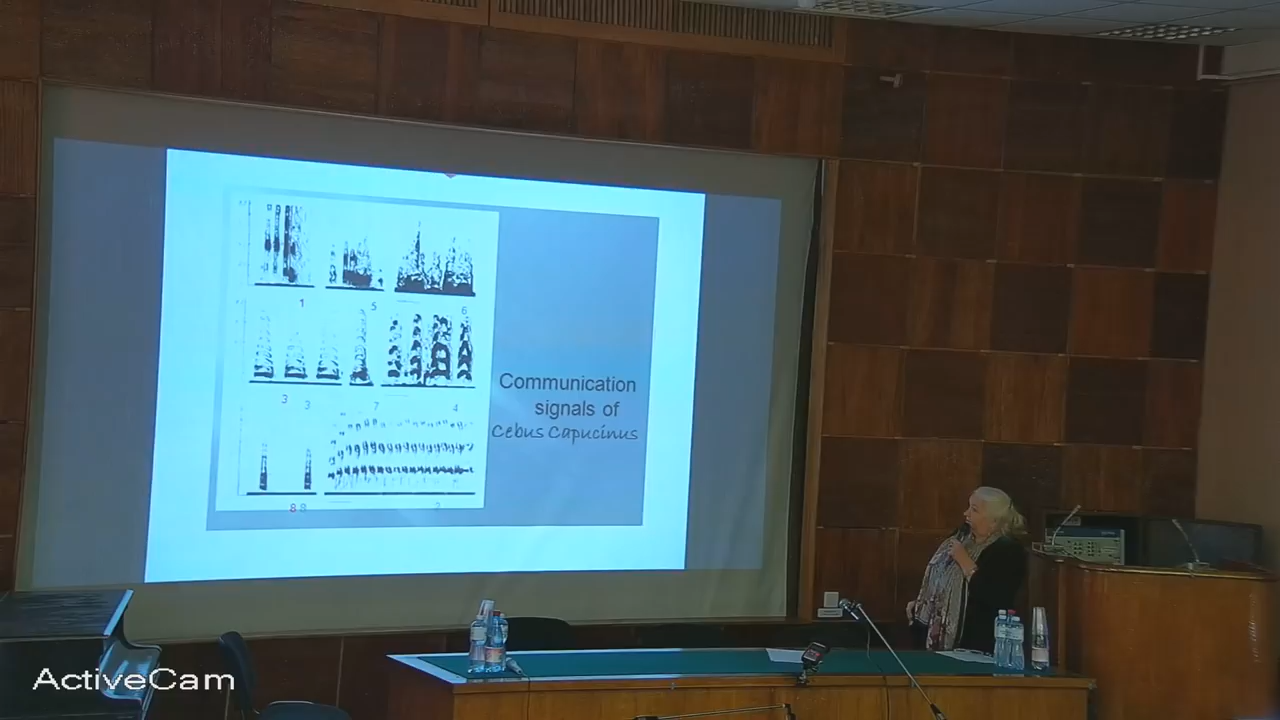 1
5
6
3
3
7
4
8
8
2
Communication
signals of
Cebus Capucinus
ActiveCam